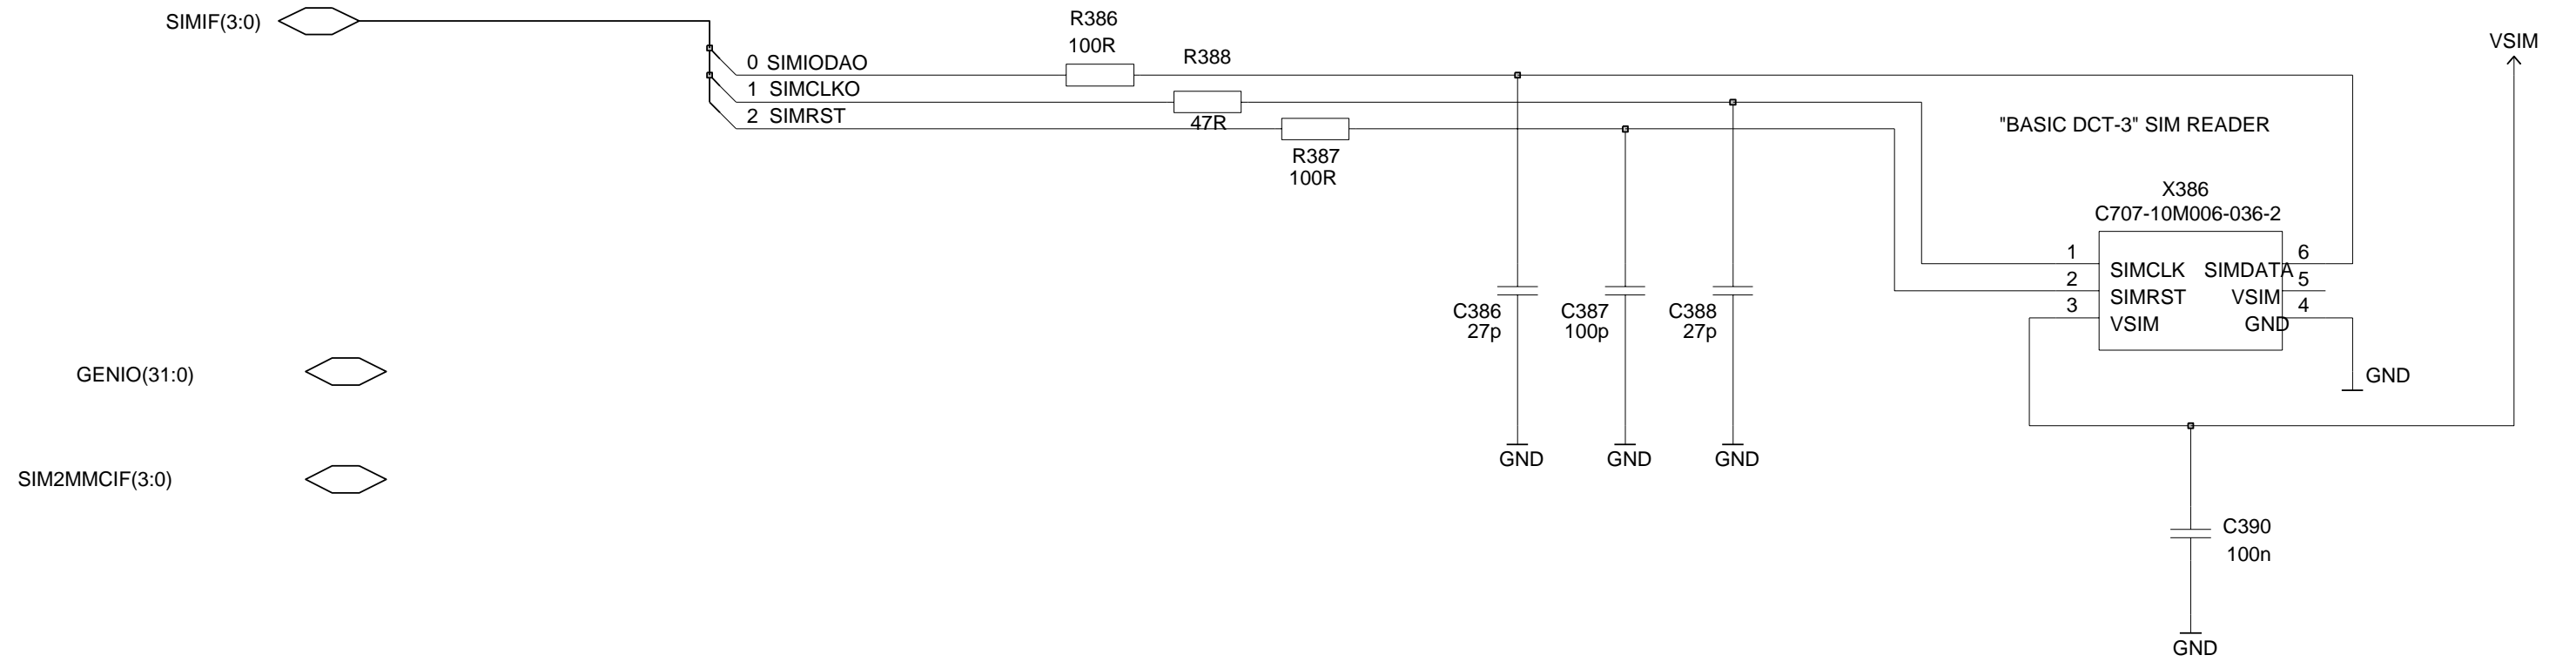 SIMIF(3:0)
R386
100R
R388
VSIM
0 SIMIODAO
1 SIMCLKO
2 SIMRST
47R
R387
100R
"BASIC DCT-3" SIM READER
X386
C707-10M006-036-2
1
2
3
SIMCLK
SIMRST
VSIM
SIMDATA
VSIM
GND
6
5
4
GND
C386
27p
C387
100p
C388
27p
GND
GND
GND
GENIO(31:0)
SIM2MMCIF(3:0)
C390
100n
GND